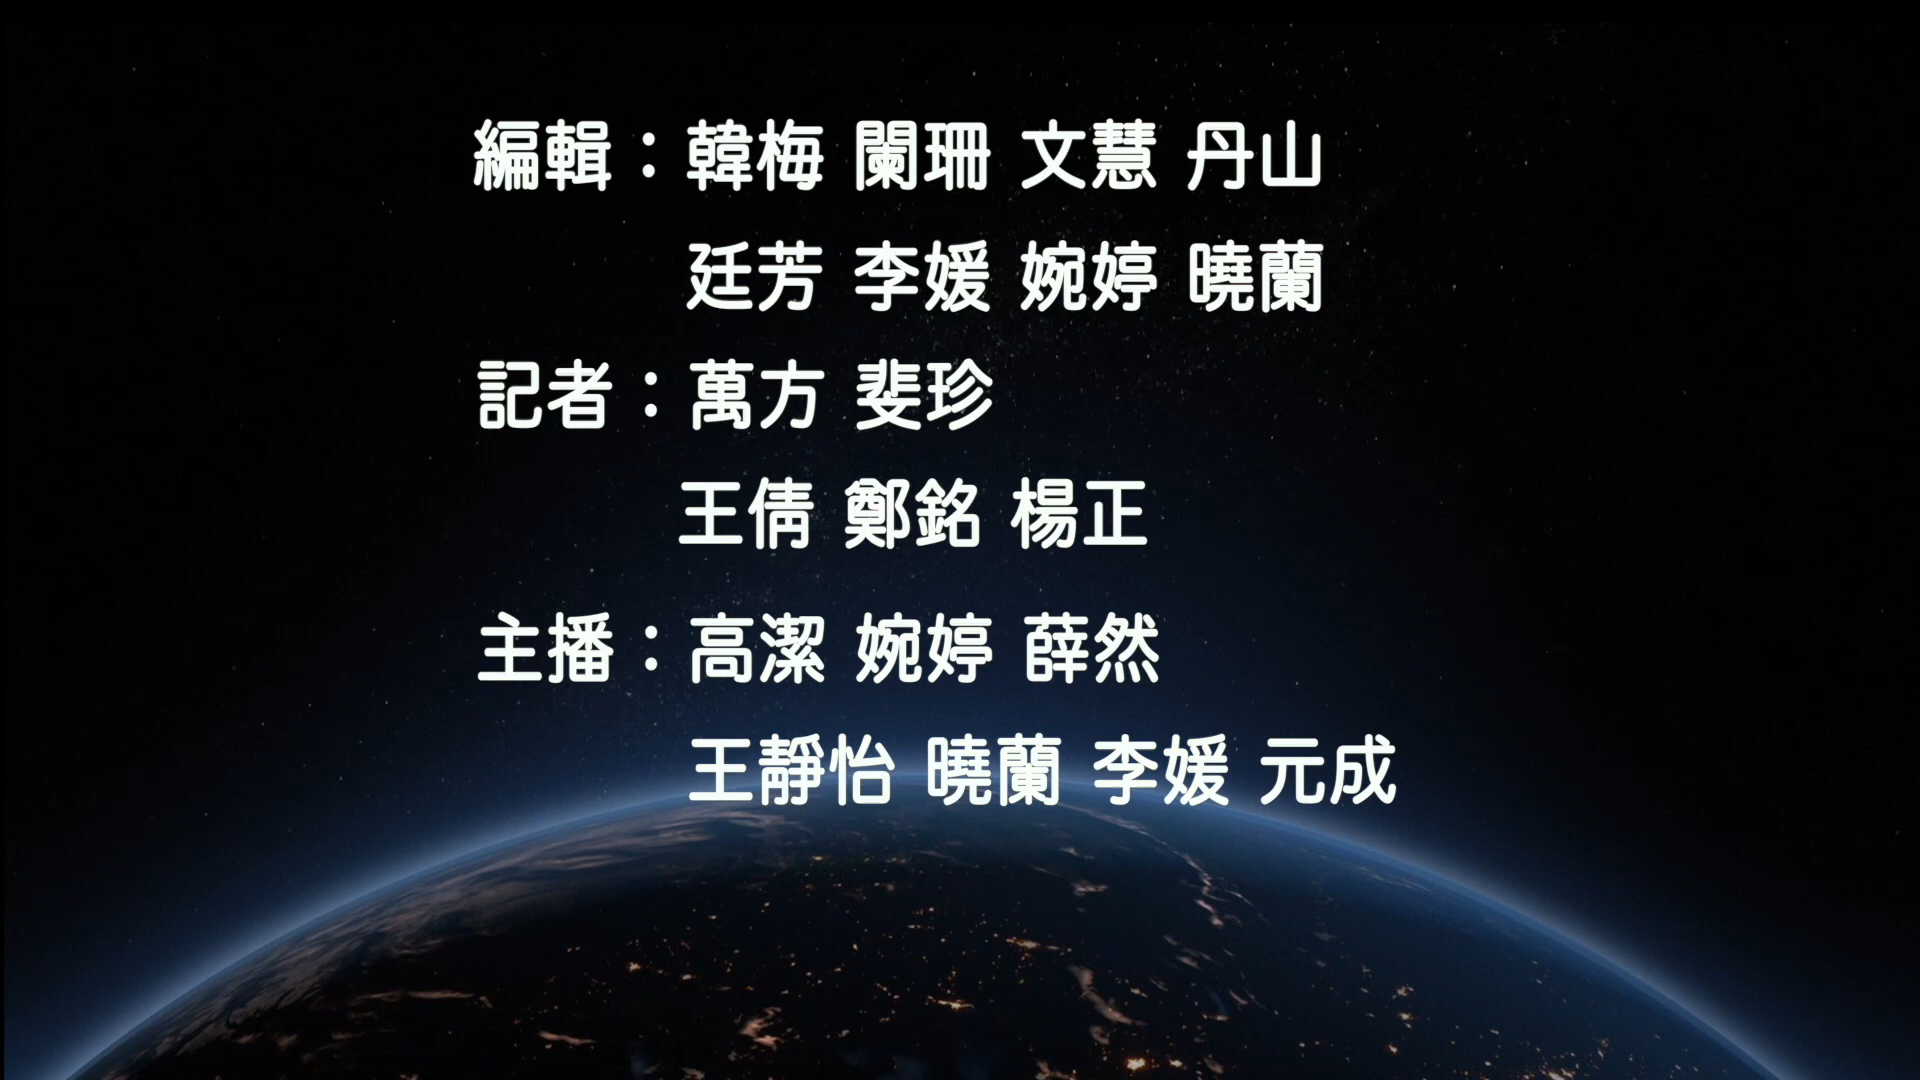 編輯：韓梅 闌珊 文慧 丹山
廷芳 李媛 婉婷 曉蘭
記者：萬方 斐珍
王倩 鄭銘 楊正
主播：高潔 婉婷 薛然
王靜怡 曉蘭 李媛 元成